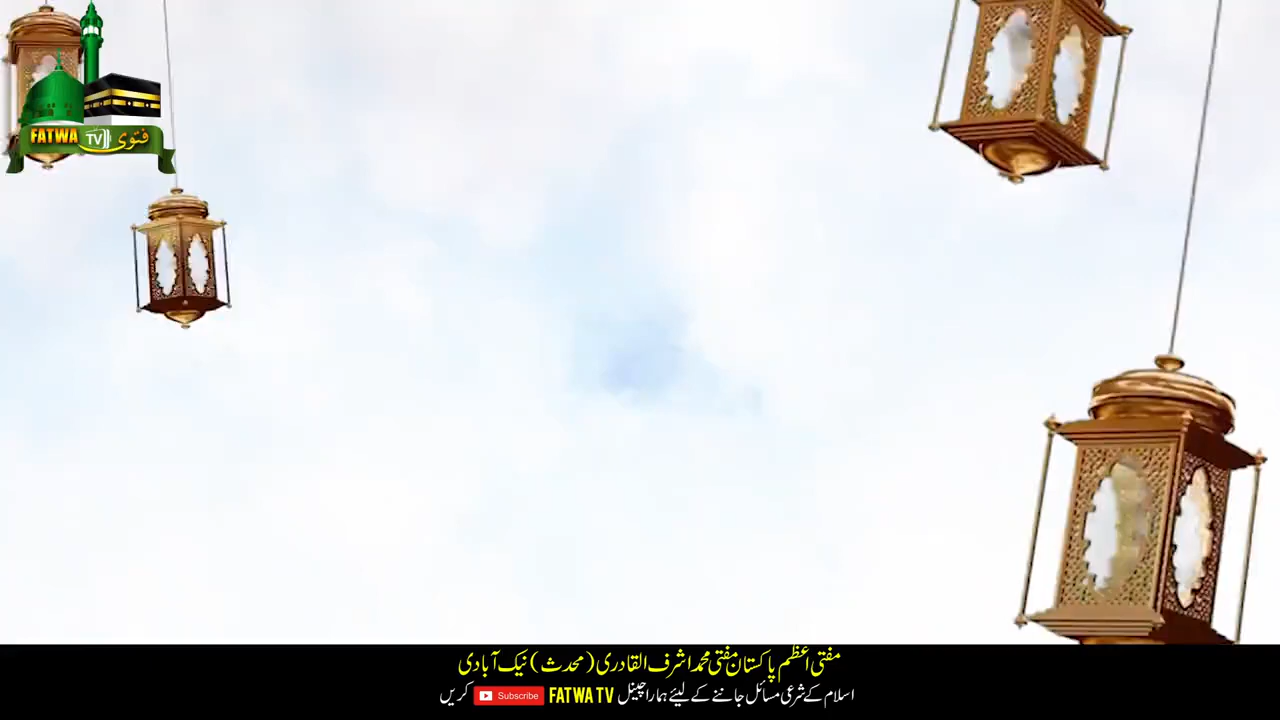 FATWA TV فتوی
مفتی اعظم پاکستان مفتی محمد اشرف القادری (محدث) نیک آبادی
اسلام کے شرعی مسائل جاننے کے لیئے ہمارا چینل FATWA TV Subscribe کریں